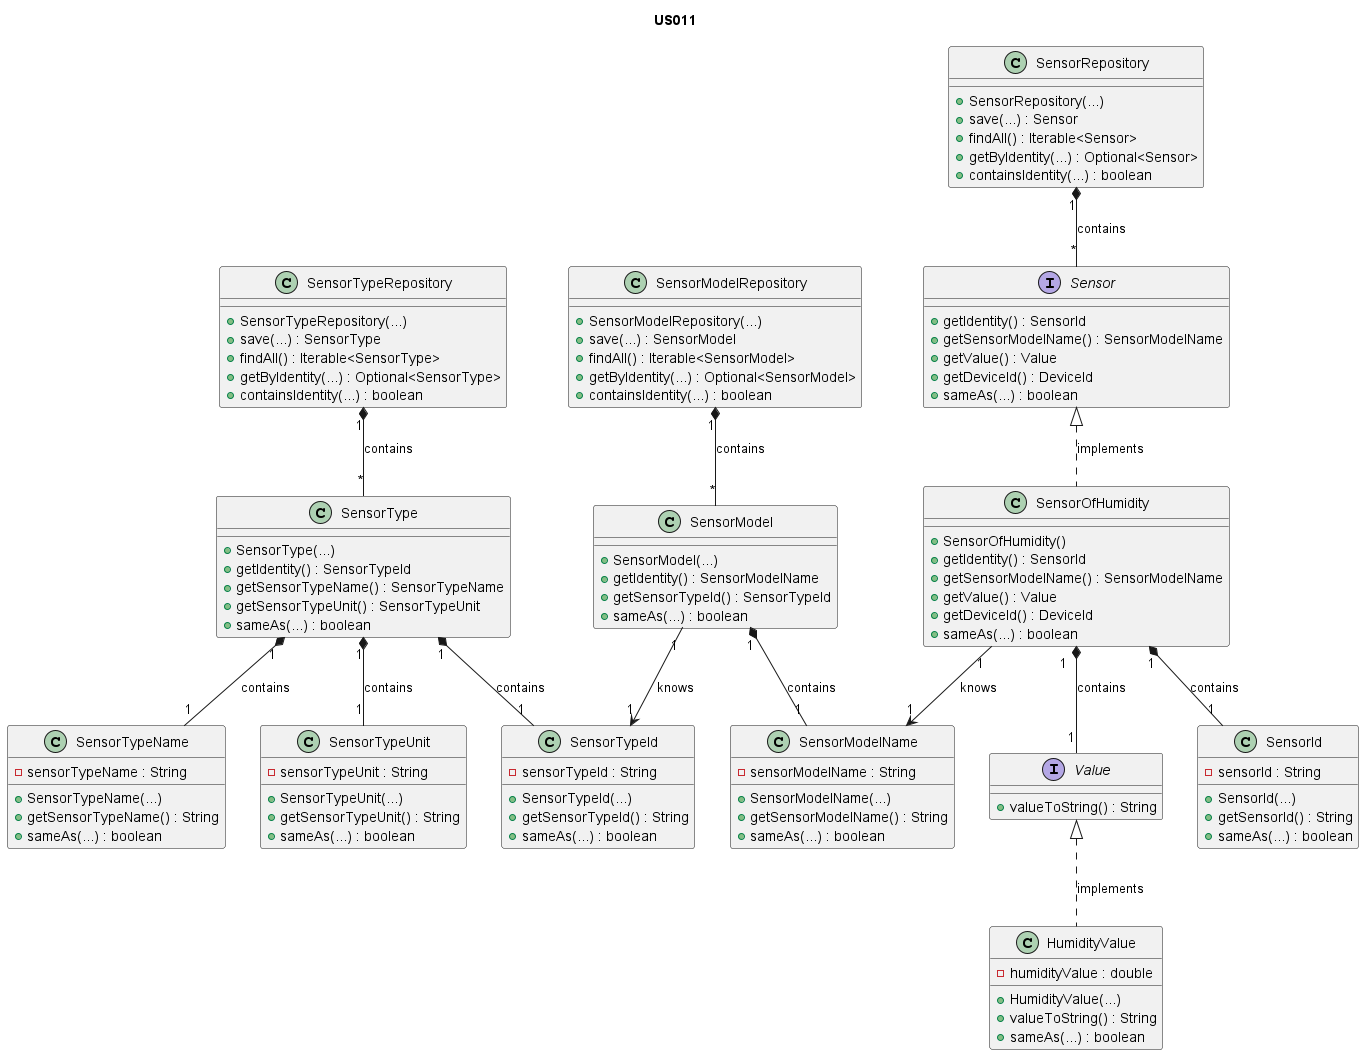 US011
C SensorRepository
SensorRepository(...)
save(...) : Sensor
findAll() : Iterable<Sensor>
getByIdentity(...) : Optional<Sensor>
containsIdentity(...) : boolean
1
contains
*
C SensorTypeRepository
SensorTypeRepository(...)
save(...) : SensorType
findAll() : Iterable<SensorType>
getByIdentity(...) : Optional<SensorType>
containsIdentity(...) : boolean
C SensorModelRepository
SensorModelRepository(...)
save(...) : SensorModel
findAll() : Iterable<SensorModel>
getByIdentity(...) : Optional<SensorModel>
containsIdentity(...) : boolean
I Sensor
getIdentity() : SensorId
getSensorModelName() : SensorModelName
getValue() : Value
getDeviceId() : DeviceId
sameAs(...) : boolean
1
contains
*
1
contains
*
implements
C SensorType
SensorType(...)
getIdentity() : SensorTypeId
getSensorTypeName() : SensorTypeName
getSensorTypeUnit() : SensorTypeUnit
sameAs(...) : boolean
C SensorModel
SensorModel(...)
getIdentity() : SensorModelName
getSensorTypeId() : SensorTypeId
sameAs(...) : boolean
C SensorOfHumidity
SensorOfHumidity()
getIdentity() : SensorId
getSensorModelName() : SensorModelName
getValue() : Value
getDeviceId() : DeviceId
sameAs(...) : boolean
1
contains
1
1
contains
1
1
contains
1
1
knows
1
1
contains
1
1
knows
1
1
contains
1
1
contains
1
C SensorTypeName
sensorTypeName : String
SensorTypeName(...)
getSensorTypeName() : String
sameAs(...) : boolean
C SensorTypeUnit
sensorTypeUnit : String
SensorTypeUnit(...)
getSensorTypeUnit() : String
sameAs(...) : boolean
C SensorTypeId
sensorTypeId : String
SensorTypeId(...)
getSensorTypeId() : String
sameAs(...) : boolean
C SensorModelName
sensorModelName : String
SensorModelName(...)
getSensorModelName() : String
sameAs(...) : boolean
I Value
valueToString() : String
C SensorId
sensorId : String
SensorId(...)
getSensorId() : String
sameAs(...) : boolean
implements
C HumidityValue
humidityValue : double
HumidityValue(...)
valueToString() : String
sameAs(...) : boolean